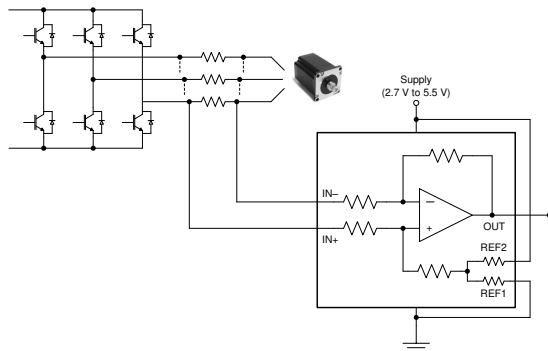 Supply
(2.7 V to 5.5 V)
IN–
IN+
–
+
OUT
REF2
REF1